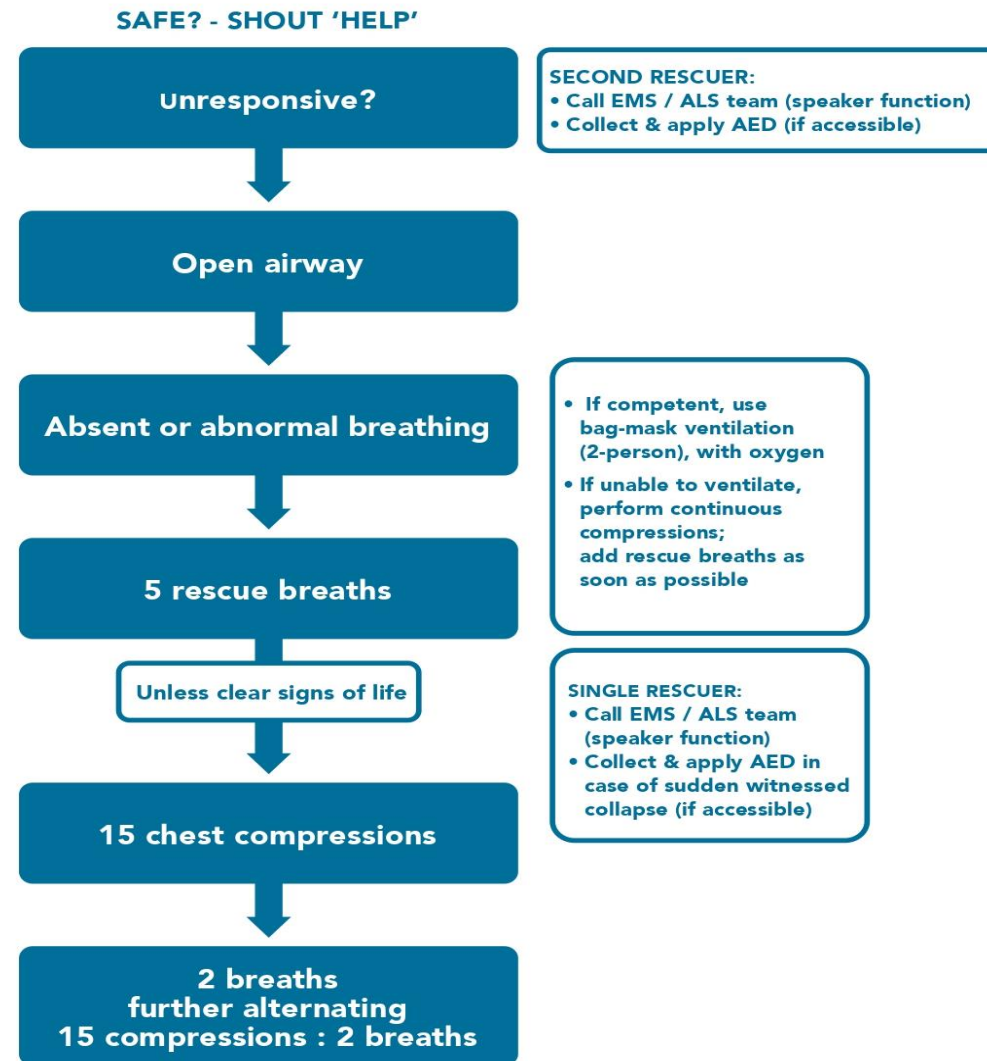 SAFE? - SHOUT ‘HELP’
Unresponsive?
SECOND RESCUER:
• Call EMS / ALS team (speaker function)
• Collect & apply AED (if accessible)
Open airway
Absent or abnormal breathing
• If competent, use
bag-mask ventilation
(2-person), with oxygen
• If unable to ventilate,
perform continuous
compressions;
add rescue breaths as
soon as possible
5 rescue breaths
Unless clear signs of life
SINGLE RESCUER:
• Call EMS / ALS team
(speaker function)
• Collect & apply AED in
case of sudden witnessed
collapse (if accessible)
15 chest compressions
2 breaths
further alternating
15 compressions : 2 breaths